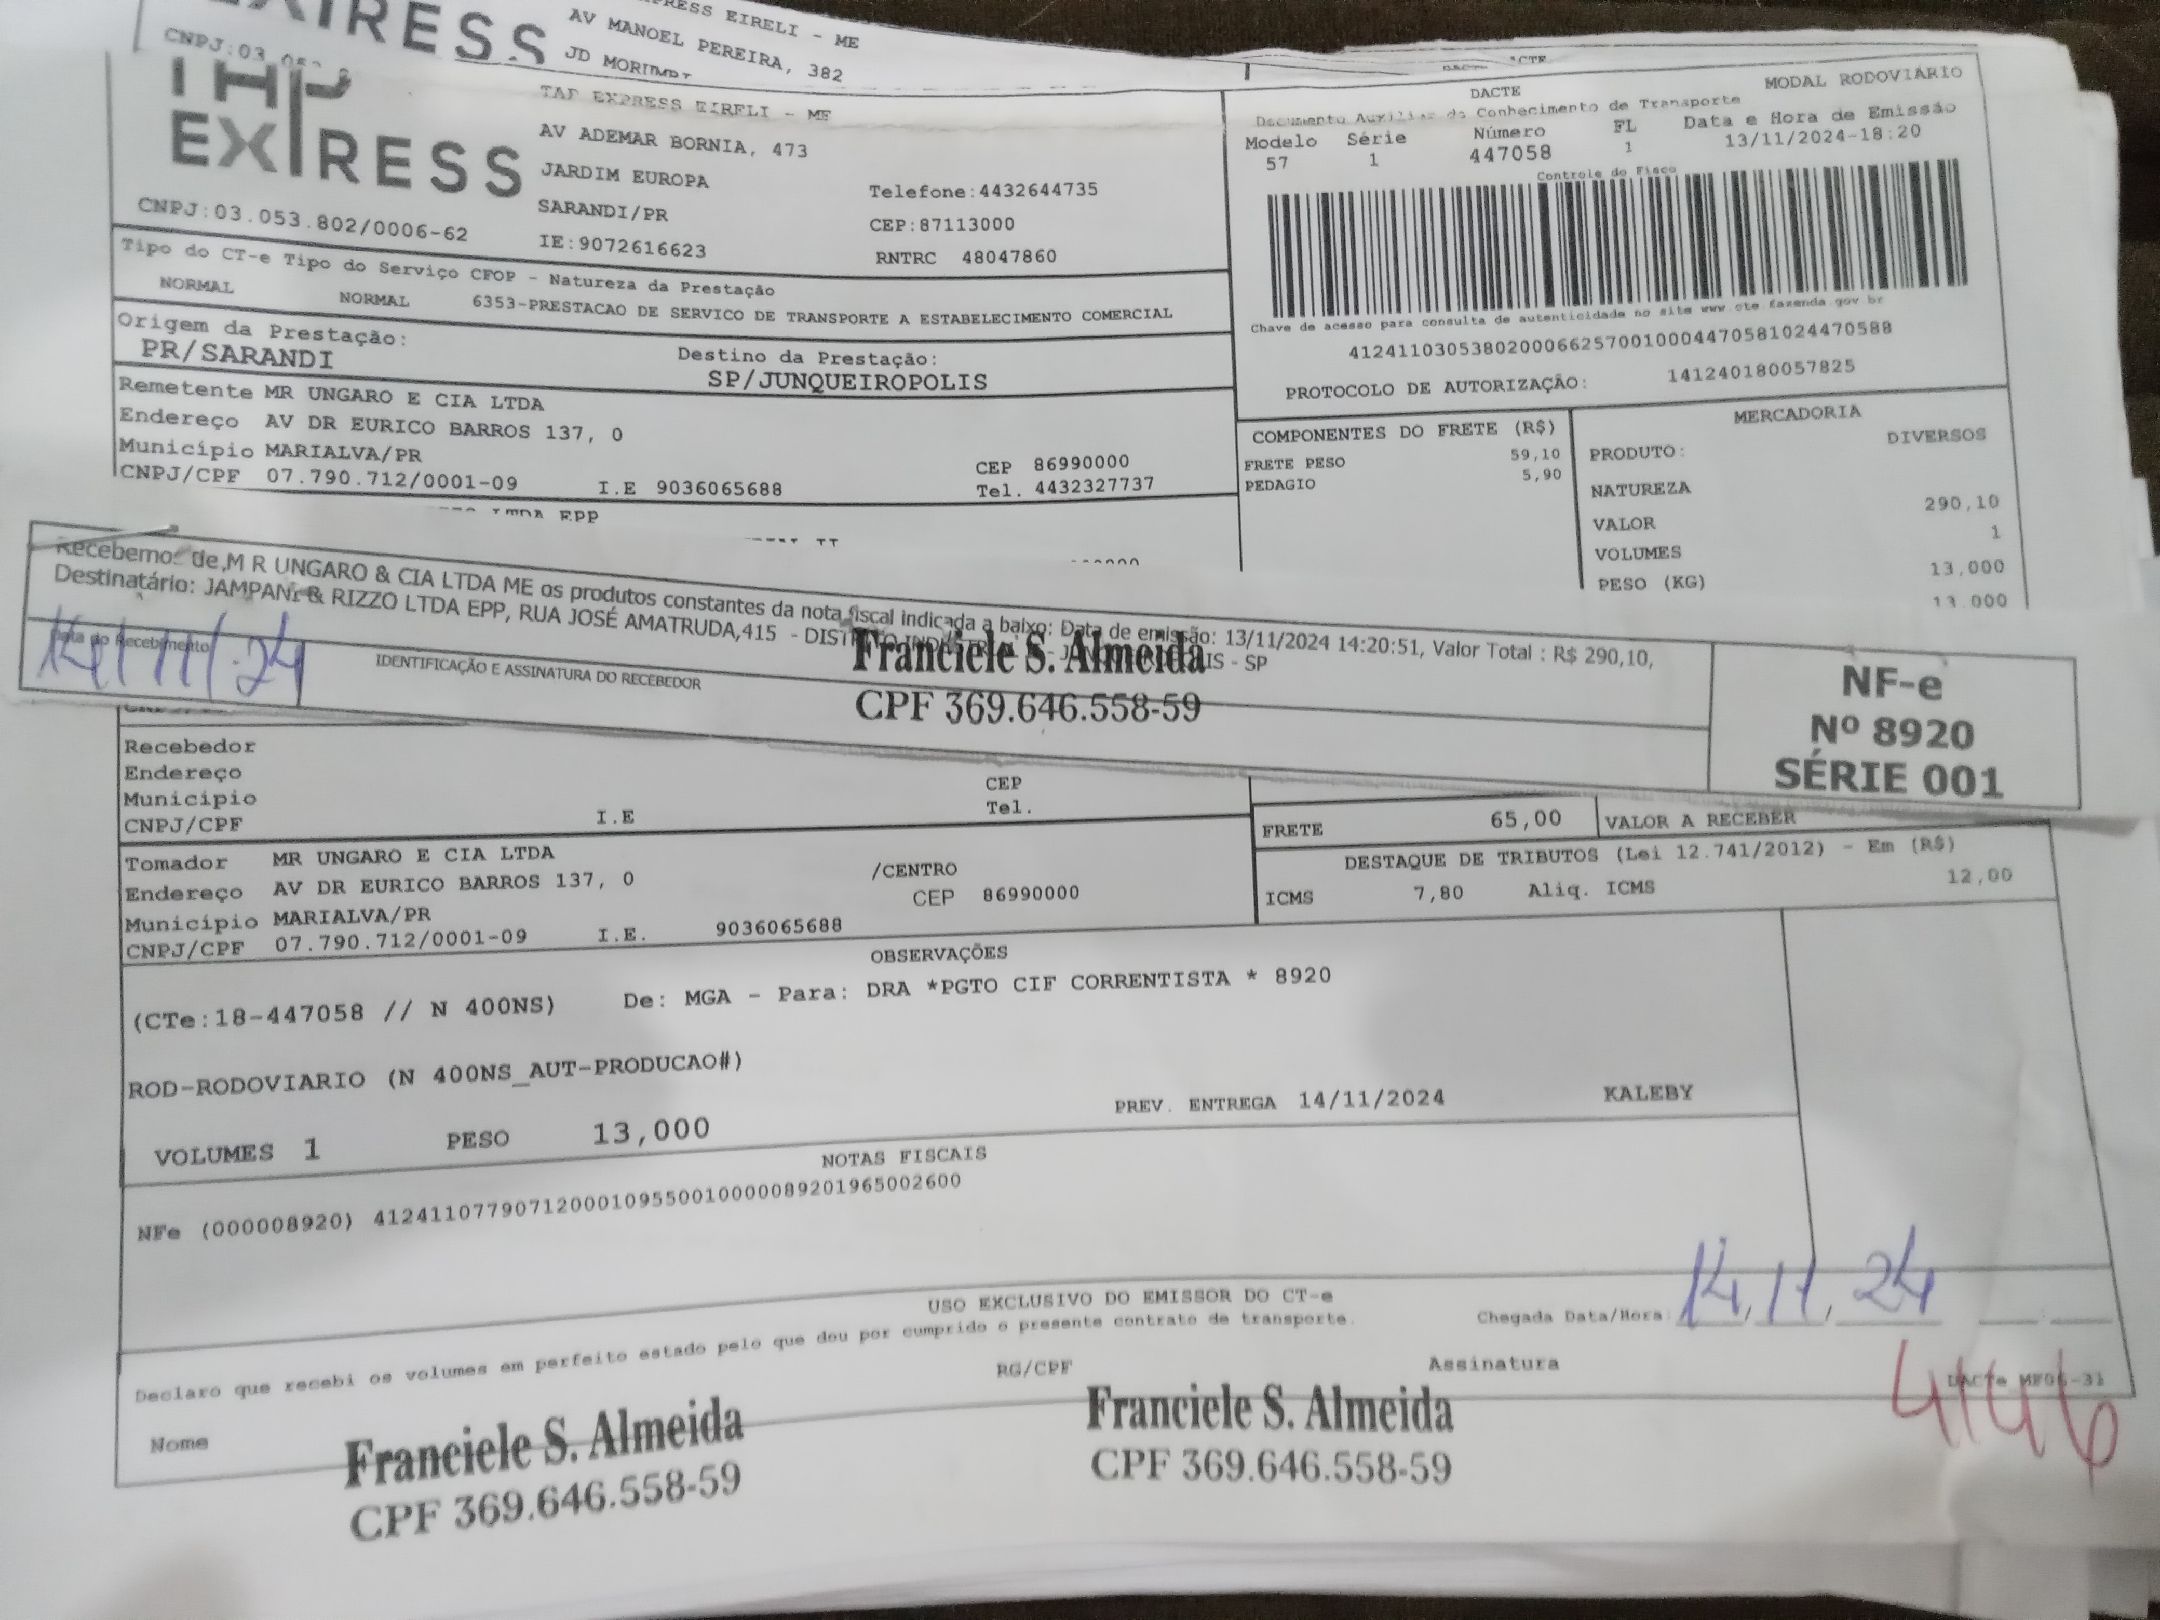 EXIRESS
PRESS EIRELI - ME
AV MANOEL PEREIRA, 382
CNPJ:03
TAP
EXPRESS
TAP EXPRESS EIRELI - ME
AV ADEMAR BORNIA, 473
JARDIM EUROPA
SARANDI/PR
IE:9072616623
Telefone:4432644735
CEP:87113000
RNTRC 48047860
CNPJ:03.053.802/0006-62
DACTE
MODAL RODOVIÁRIO
Documento Auxiliar do Conhecimento de Transporte
Modelo Série Número FL Data e Hora de Emissão
57 1 447058 1 13/11/2024-18:20
Controle do Fisco
Chave de acesso para consulta de autenticidade no site www.cte.fazenda.gov.br
41241103053802000662570010004470581024470588
PROTOCOLO DE AUTORIZAÇÃO: 141240180057825
Tipo do CT-e Tipo do Serviço CFOP - Natureza da Prestação
NORMAL NORMAL 6353-PRESTACAO DE SERVICO DE TRANSPORTE A ESTABELECIMENTO COMERCIAL
Origem da Prestação: Destino da Prestação:
PR/SARANDI SP/JUNQUEIROPOLIS
Remetente MR UNGARO E CIA LTDA
Endereço AV DR EURICO BARROS 137, 0
Município MARIALVA/PR CEP 86990000
CNPJ/CPF 07.790.712/0001-09 I.E 9036065688 Tel. 4432327737
COMPONENTES DO FRETE (R$)
FRETE PESO 59,10
PEDAGIO 5,90
MERCADORIA
PRODUTO: DIVERSOS
NATUREZA
VALOR 290,10
VOLUMES 1
PESO (KG) 13,000
13.000
LTDA EPP
Recebemos de,M R UNGARO & CIA LTDA ME os produtos constantes da nota fiscal indicada a baixo: Data de emissão: 13/11/2024 14:20:51, Valor Total : R$ 290,10,
Destinatário: JAMPANI & RIZZO LTDA EPP, RUA JOSÉ AMATRUDA,415 - DISTRITO INDUSTRIAL - SP
Data do Recebimento
14/11/24
IDENTIFICAÇÃO E ASSINATURA DO RECEBEDOR
Franciele S. Almeida
CPF 369.646.558-59
NF-e
Nº 8920
SÉRIE 001
Recebedor
Endereço
Município CEP
CNPJ/CPF I.E Tel.
FRETE 65,00 VALOR A RECEBER
DESTAQUE DE TRIBUTOS (Lei 12.741/2012) - Em (R$)
ICMS 7,80 Aliq. ICMS 12,00
Tomador MR UNGARO E CIA LTDA
Endereço AV DR EURICO BARROS 137, 0 /CENTRO
Município MARIALVA/PR CEP 86990000
CNPJ/CPF 07.790.712/0001-09 I.E. 9036065688
OBSERVAÇÕES
(CTe:18-447058 // N 400NS) De: MGA - Para: DRA *PGTO CIF CORRENTISTA * 8920
ROD-RODOVIARIO (N 400NS_AUT-PRODUCAO#)
PREV. ENTREGA 14/11/2024 KALEBY
VOLUMES 1 PESO 13,000
NOTAS FISCAIS
NFe (000008920) 41241107790712000109550010000089201965002600
USO EXCLUSIVO DO EMISSOR DO CT-e
Declaro que recebi os volumes em perfeito estado pelo que dou por cumprido o presente contrato de transporte.
Chegada Data/Hora: 14, 11, 24
Nome RG/CPF Assinatura
Franciele S. Almeida
CPF 369.646.558-59
Franciele S. Almeida
CPF 369.646.558-59